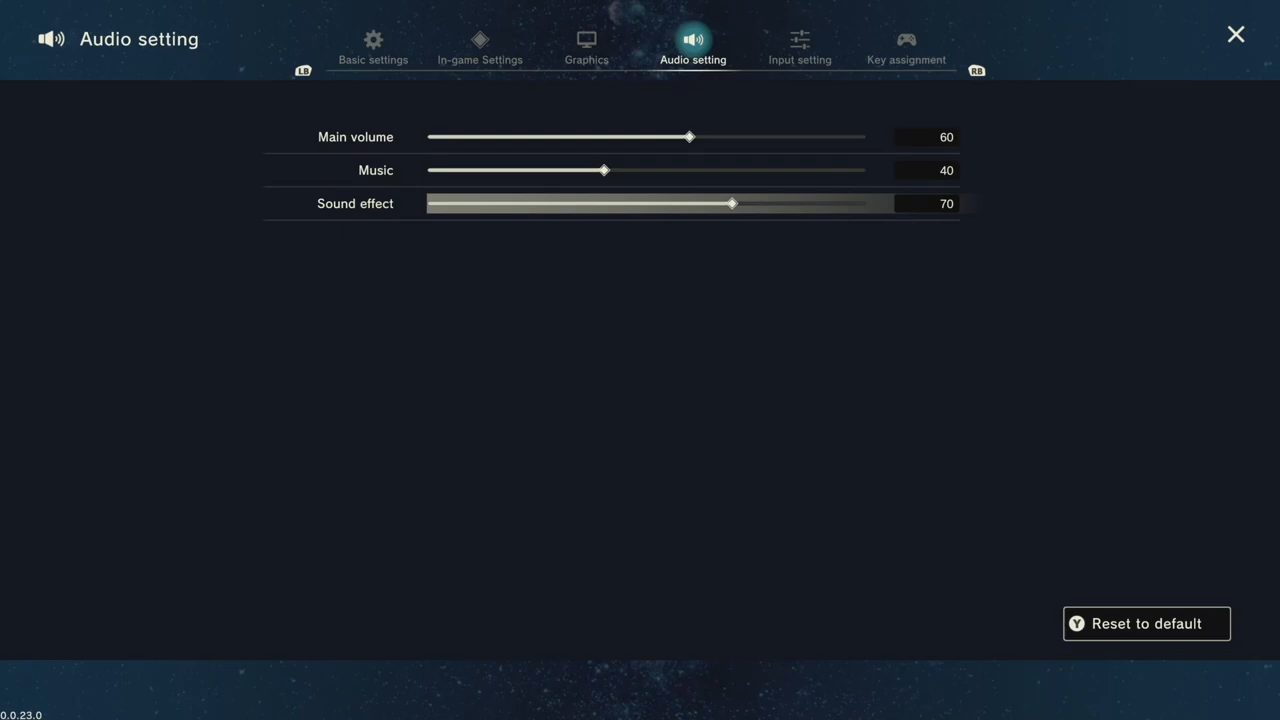 Audio setting
Basic settings
In-game Settings
Graphics
Audio setting
Input setting
Key assignment
LB
RB
Main volume 60
Music 40
Sound effect 70
Y Reset to default
0.0.23.0